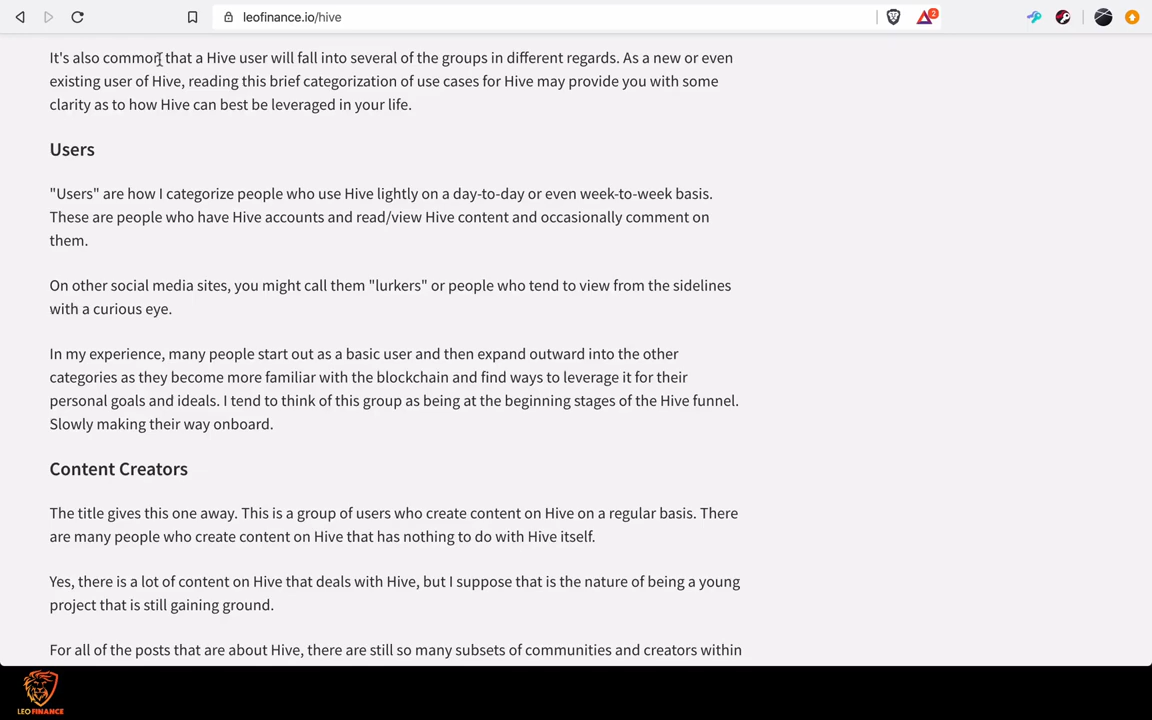 leofinance.io/hive
2
It's also common that a Hive user will fall into several of the groups in different regards. As a new or even
existing user of Hive, reading this brief categorization of use cases for Hive may provide you with some
clarity as to how Hive can best be leveraged in your life.
Users
"Users" are how I categorize people who use Hive lightly on a day-to-day or even week-to-week basis.
These are people who have Hive accounts and read/view Hive content and occasionally comment on
them.
On other social media sites, you might call them "lurkers" or people who tend to view from the sidelines
with a curious eye.
In my experience, many people start out as a basic user and then expand outward into the other
categories as they become more familiar with the blockchain and find ways to leverage it for their
personal goals and ideals. I tend to think of this group as being at the beginning stages of the Hive funnel.
Slowly making their way onboard.
Content Creators
The title gives this one away. This is a group of users who create content on Hive on a regular basis. There
are many people who create content on Hive that has nothing to do with Hive itself.
Yes, there is a lot of content on Hive that deals with Hive, but I suppose that is the nature of being a young
project that is still gaining ground.
For all of the posts that are about Hive, there are still so many subsets of communities and creators within
LEOFINANCE